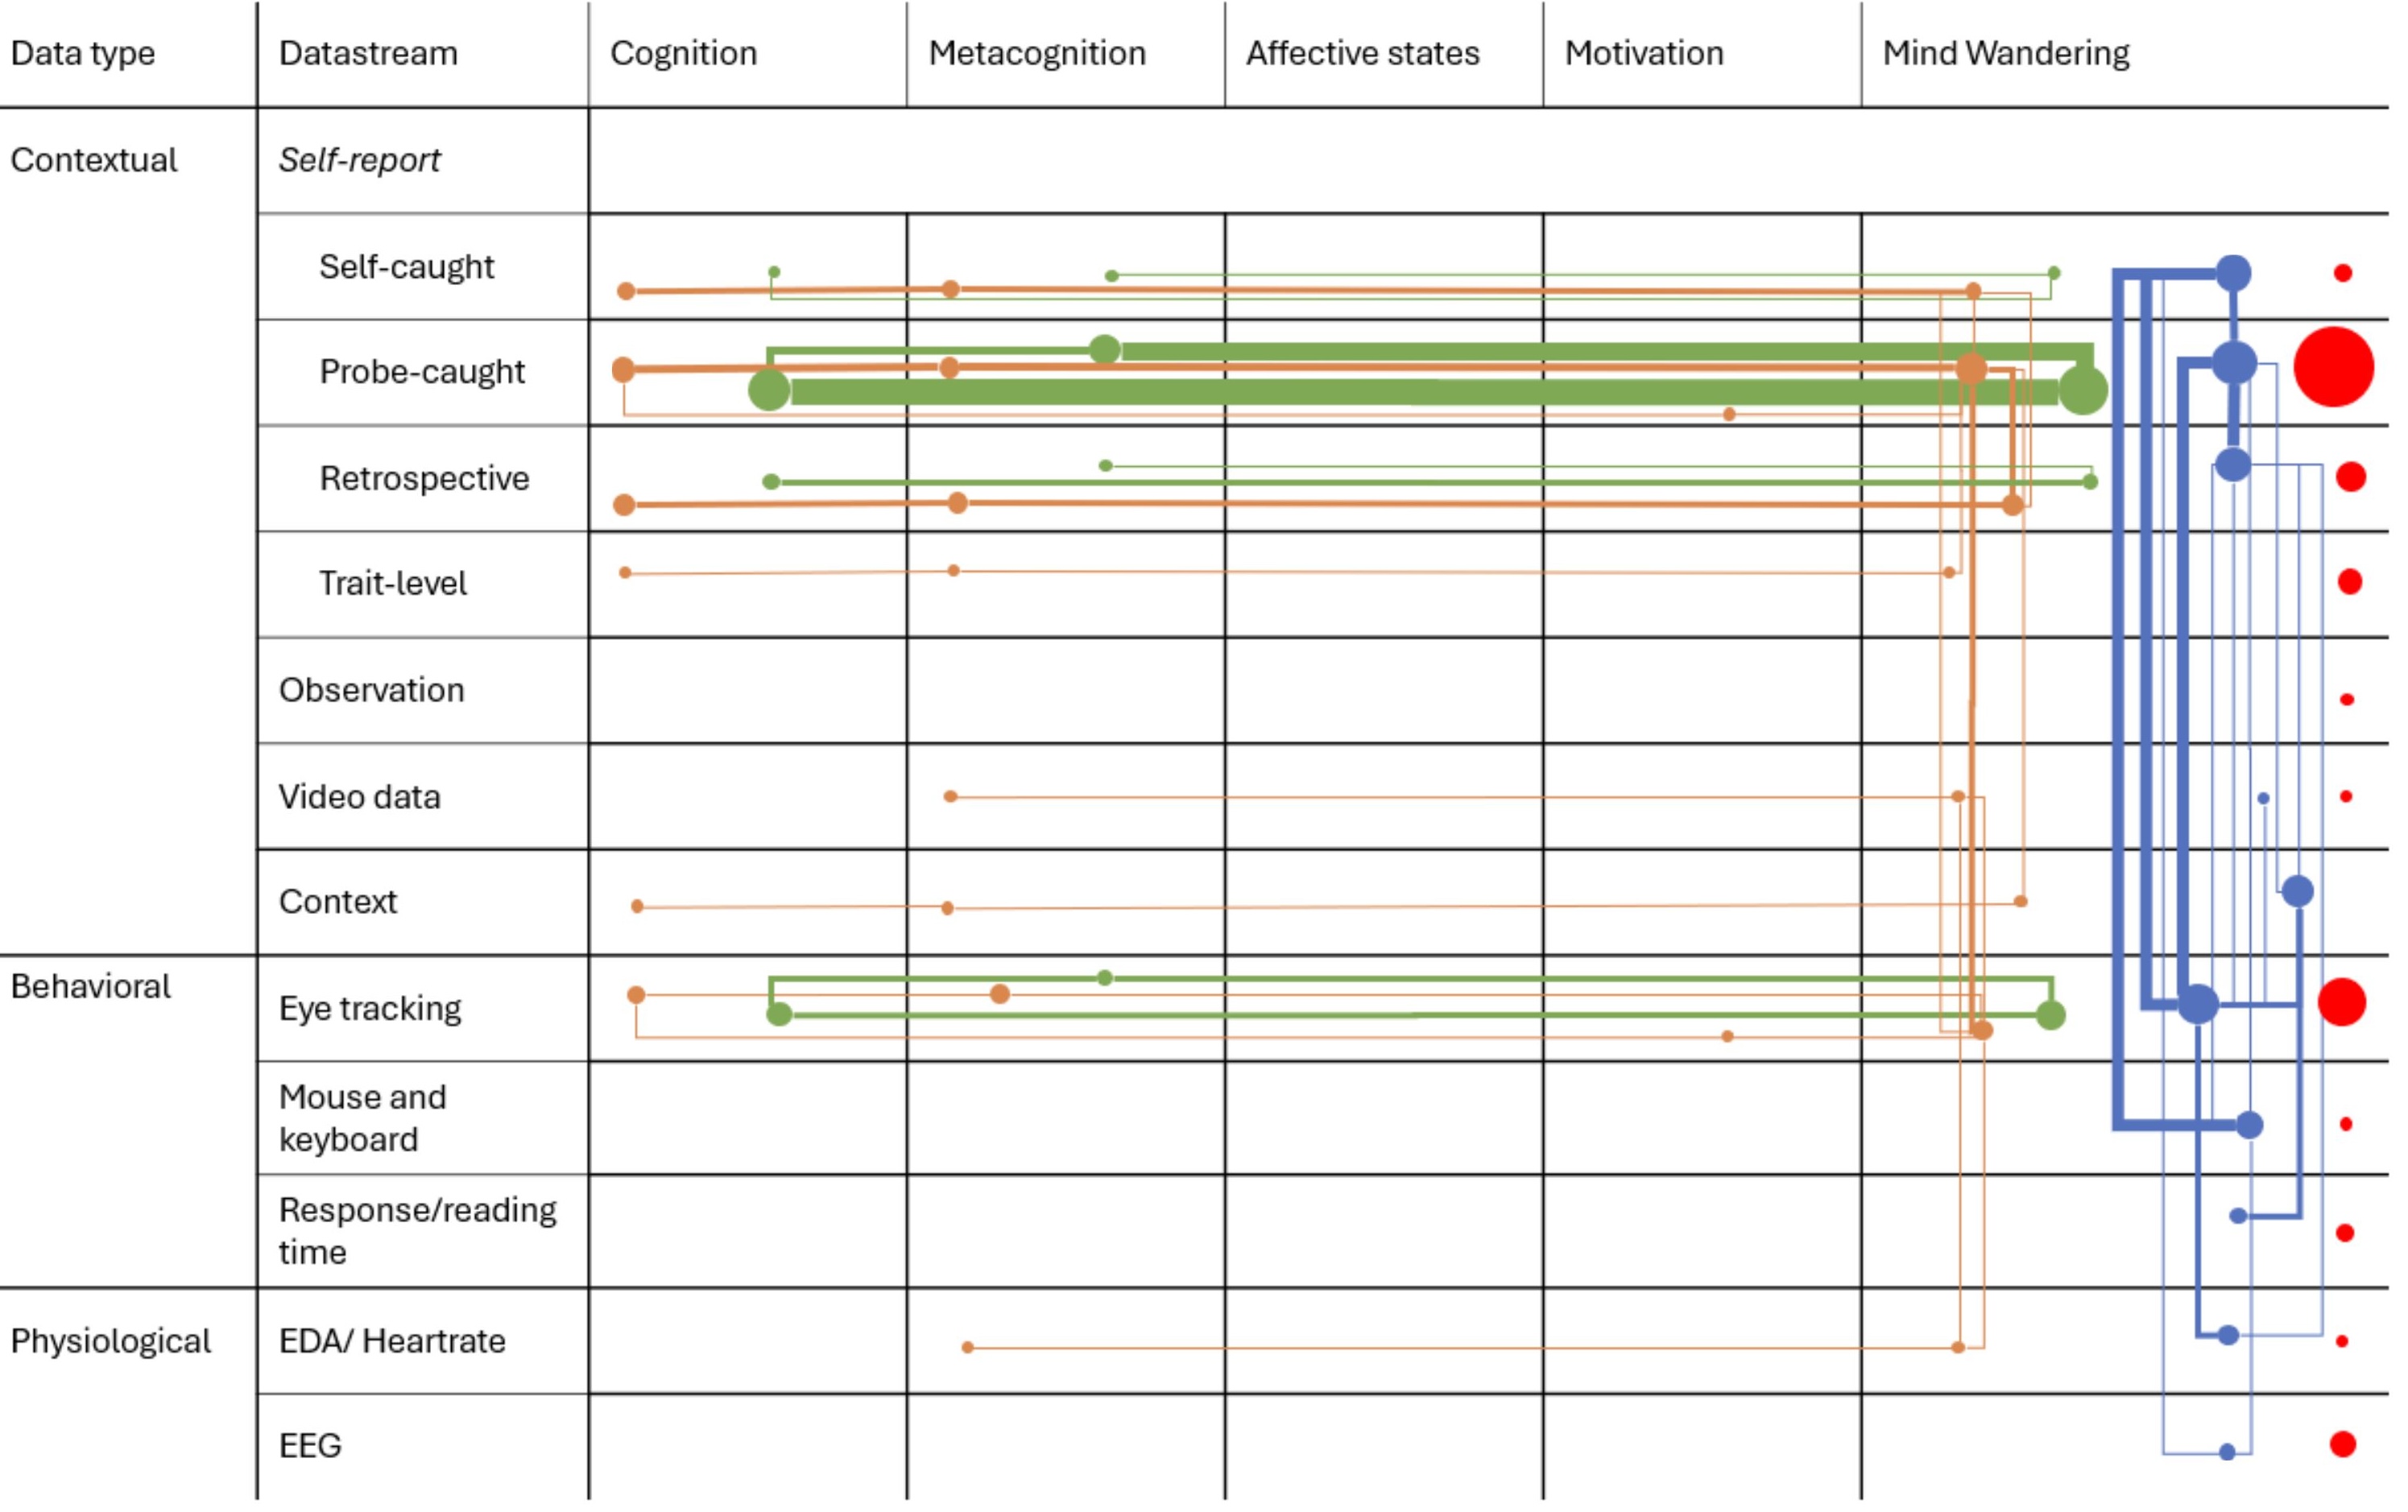 Data type
Datastream
Cognition
Metacognition
Affective states
Motivation
Mind Wandering
Contextual
Self-report
Self-caught
Probe-caught
Retrospective
Trait-level
Observation
Video data
Context
Behavioral
Eye tracking
Mouse and
keyboard
Response/reading
time
Physiological
EDA/ Heartrate
EEG